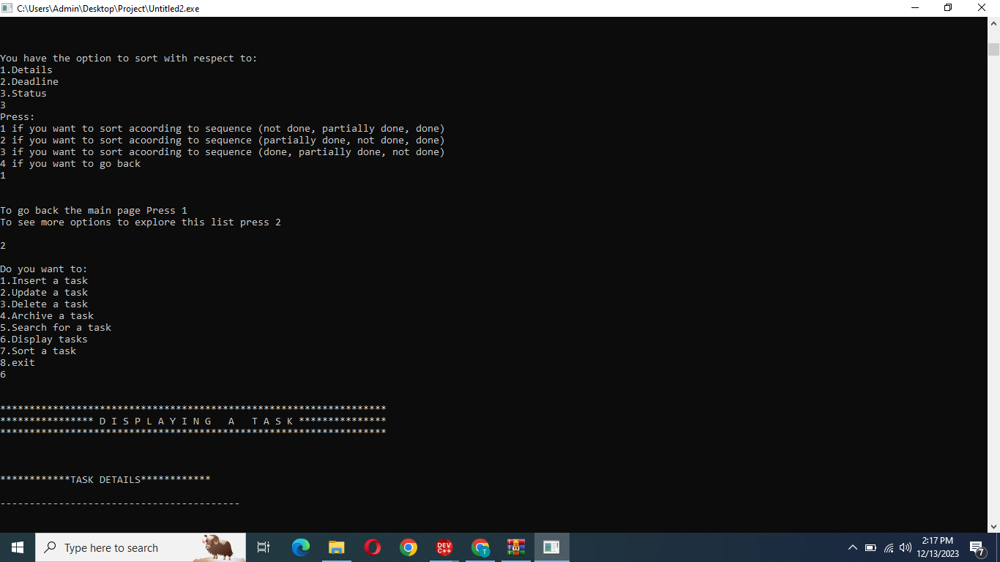 C:\Users\Admin\Desktop\Project\Untitled2.exe
You have the option to sort with respect to:
1.Details
2.Deadline
3.Status
3
Press:
1 if you want to sort acoording to sequence (not done, partially done, done)
2 if you want to sort acoording to sequence (partially done, not done, done)
3 if you want to sort acoording to sequence (done, partially done, not done)
4 if you want to go back
1
To go back the main page Press 1
To see more options to explore this list press 2
2
Do you want to:
1.Insert a task
2.Update a task
3.Delete a task
4.Archive a task
5.Search for a task
6.Display tasks
7.Sort a task
8.exit
6
******************************************************************
**************** D I S P L A Y I N G   A   T A S K ***************
******************************************************************
************TASK DETAILS************
-----------------------------------------
Type here to search
DEV
C++
T
2:17 PM
12/13/2023
7